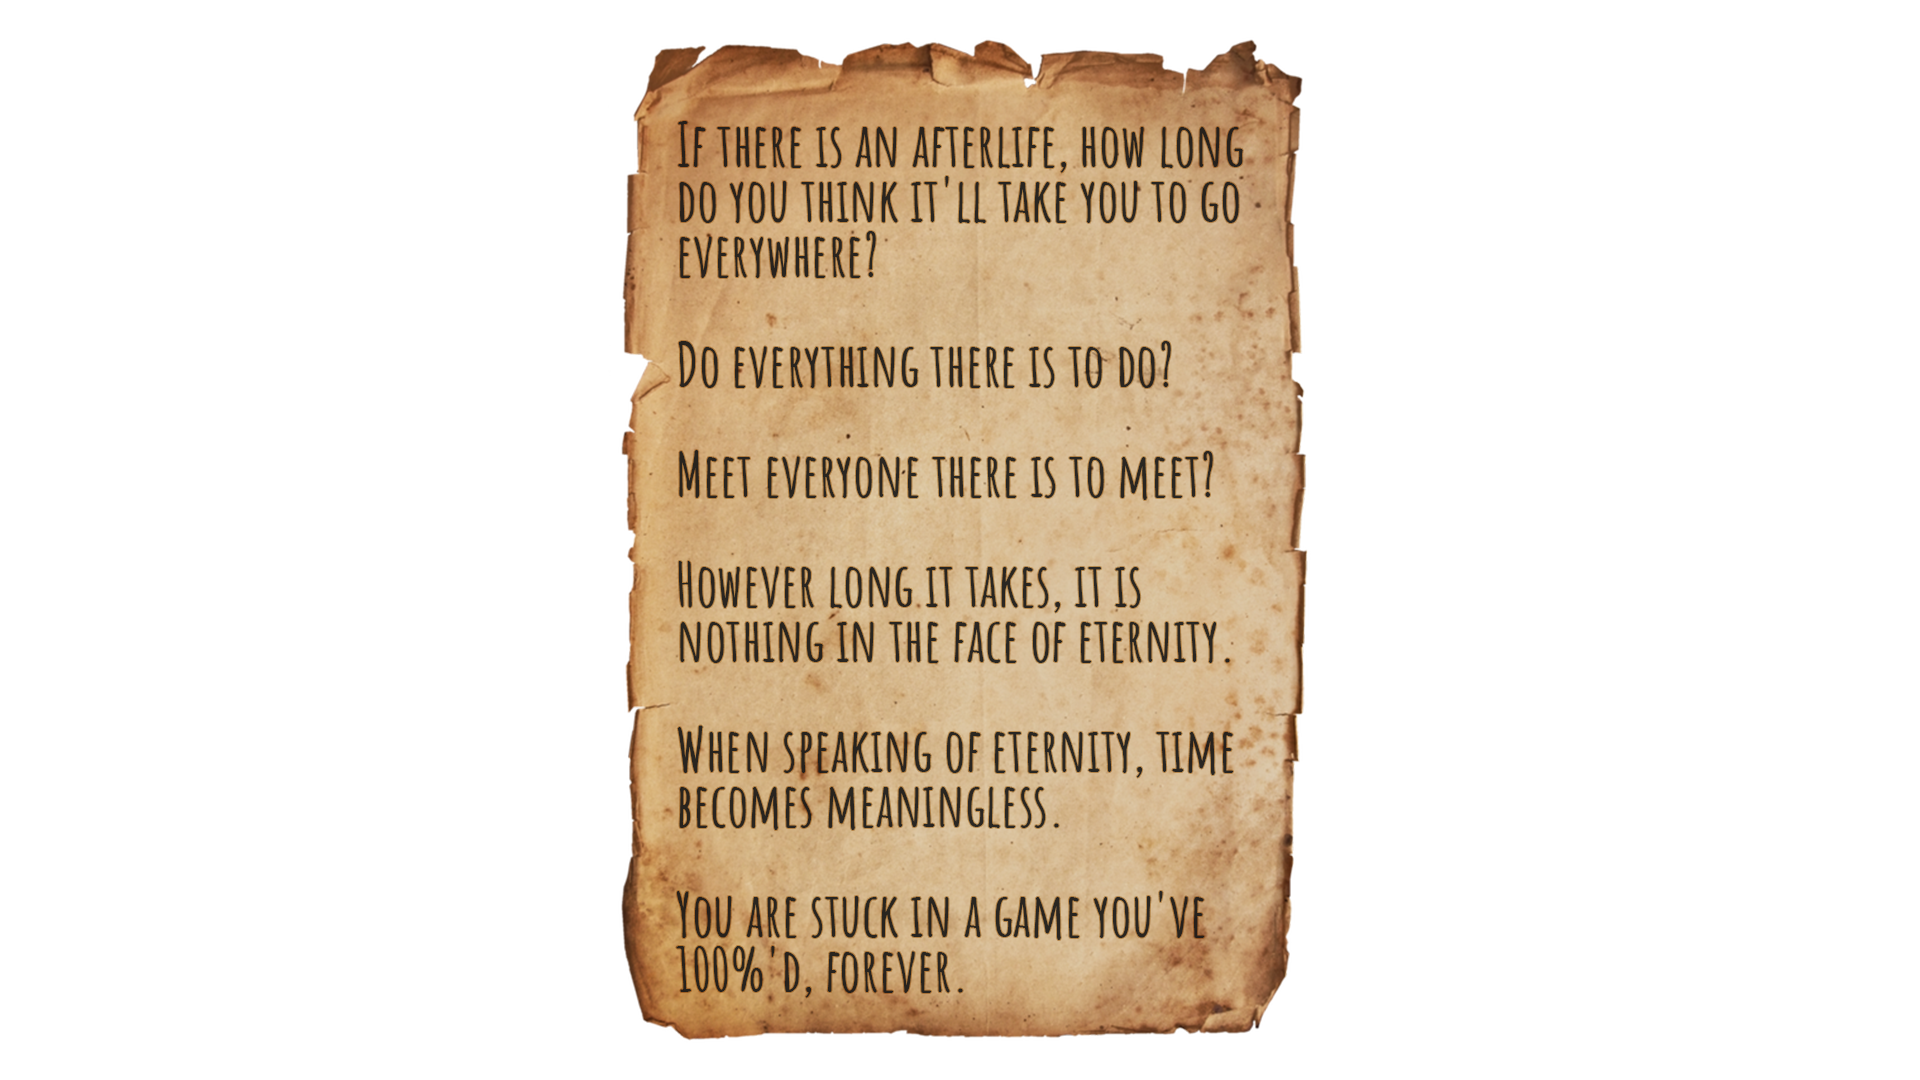 If there is an afterlife, how long
do you think it'll take you to go
everywhere?
Do everything there is to do?
Meet everyone there is to meet?
However long it takes, it is
nothing in the face of eternity.
When speaking of eternity, time
becomes meaningless.
You are stuck in a game you've
100%'d, forever.